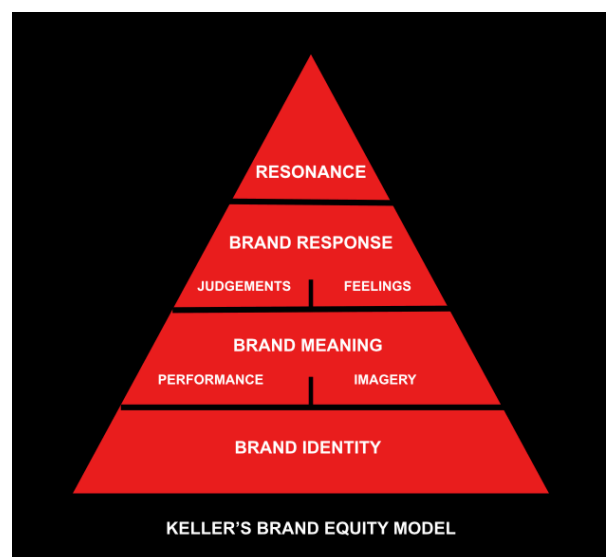 RESONANCE
BRAND RESPONSE
JUDGEMENTS FEELINGS
BRAND MEANING
PERFORMANCE IMAGERY
BRAND IDENTITY
KELLER'S BRAND EQUITY MODEL